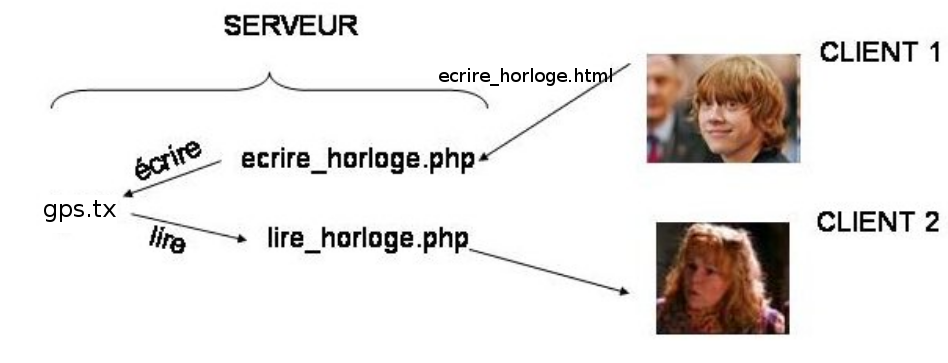 SERVEUR
CLIENT 1
ecrire_horloge.html
écrire
ecrire_horloge.php
gps.tx
lire
lire_horloge.php
CLIENT 2